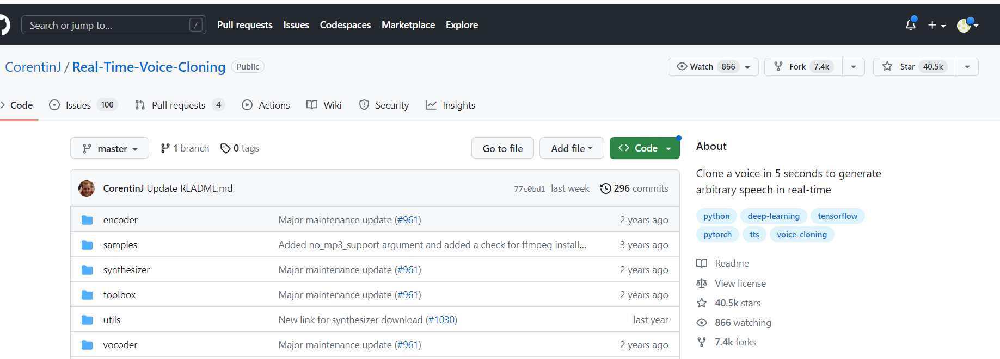 Search or jump to... /
Pull requests Issues Codespaces Marketplace Explore
CorentinJ / Real-Time-Voice-Cloning Public
Watch 866 Fork 7.4k Star 40.5k
Code Issues 100 Pull requests 4 Actions Wiki Security Insights
master 1 branch 0 tags Go to file Add file Code
CorentinJ Update README.md 77c0bd1 last week 296 commits
encoder Major maintenance update (#961) 2 years ago
samples Added no_mp3_support argument and added a check for ffmpeg install... 3 years ago
synthesizer Major maintenance update (#961) 2 years ago
toolbox Major maintenance update (#961) 2 years ago
utils New link for synthesizer download (#1030) last year
vocoder Major maintenance update (#961) 2 years ago
About
Clone a voice in 5 seconds to generate
arbitrary speech in real-time
python deep-learning tensorflow
pytorch tts voice-cloning
Readme
View license
40.5k stars
866 watching
7.4k forks